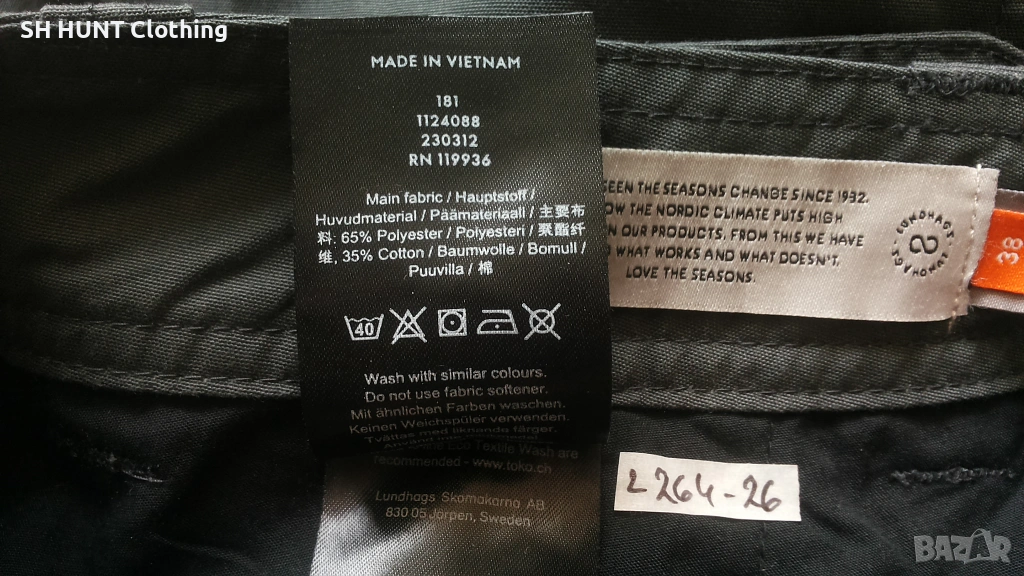 SH HUNT Clothing
MADE IN VIETNAM
181
1124088
230312
RN 119936
Main fabric / Hauptstoff /
Huvudmaterial / Päämateriaali / 主要布
料: 65% Polyester / Polyesteri / 聚酯纤
维, 35% Cotton / Baumwolle / Bomull /
Puuvilla / 棉
40
Wash with similar colours.
Do not use fabric softener.
Mit ähnlichen Farben waschen.
Keinen Weichspüler verwenden.
Tvättas med liknande färger.
Textile Wash are
recommended - www.toko.ch
Lundhags Skomakarna AB
830 05 Järpen, Sweden
SEEN THE SEASONS CHANGE SINCE 1932.
OW THE NORDIC CLIMATE PUTS HIGH
N OUR PRODUCTS. FROM THIS WE HAVE
WHAT WORKS AND WHAT DOESN'T.
LOVE THE SEASONS.
LUNDHAGS
38
L 264-26
BAZAR